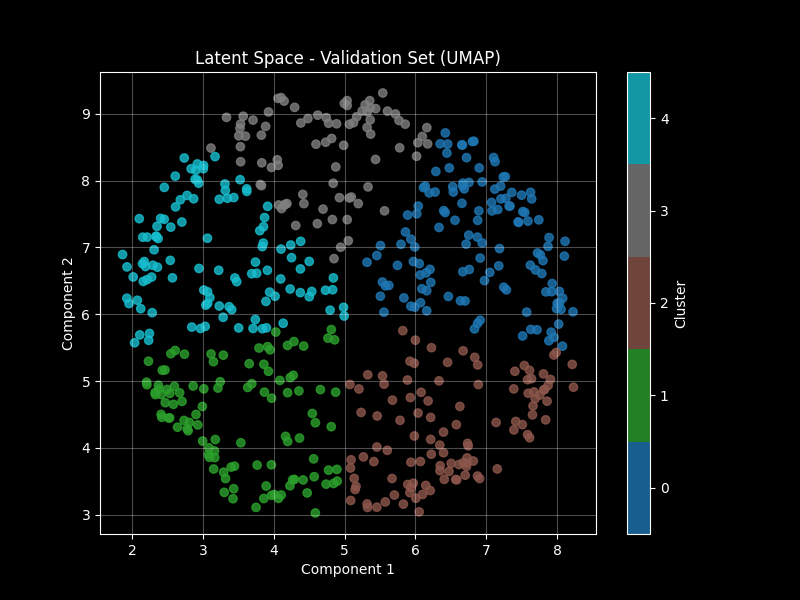 Latent Space - Validation Set (UMAP)
9
8
7
6
5
4
3
Component 2
2 3 4 5 6 7 8
Component 1
4
3
2
1
0
Cluster